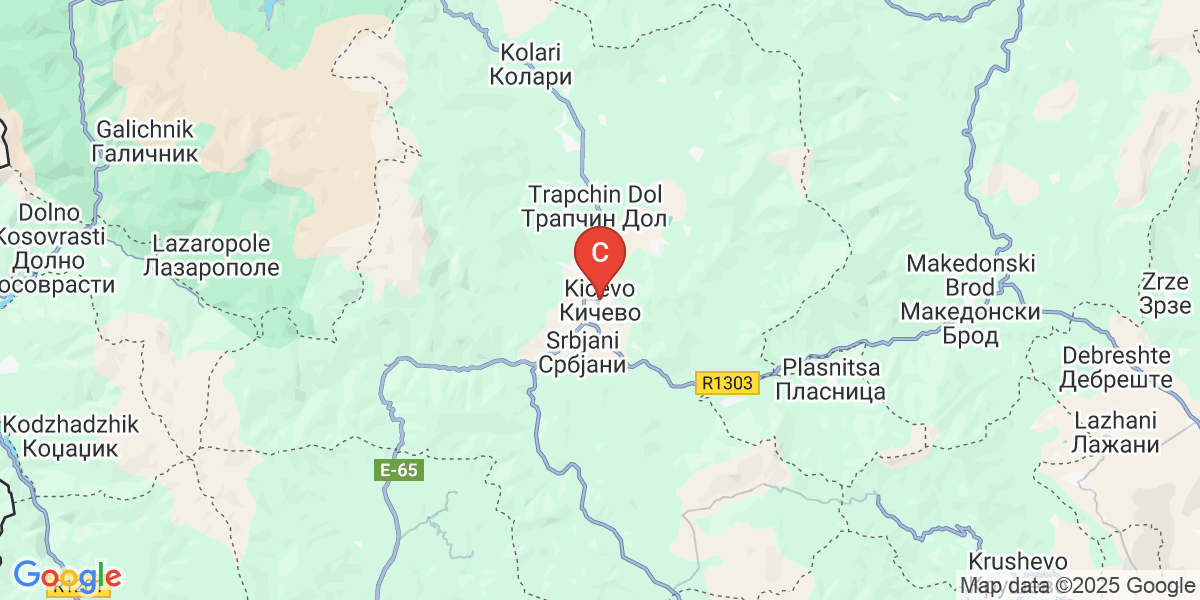 Kolari
Колари
Galichnik
Галичник
Trapchin Dol
Трапчин Дол
Dolno
Kosovrasti
Долно
осоврасти
Lazaropole
Лазарополе
C
Kicevo
Кичево
Makedonski
Brod
Македонски
Брод
Zrze
Зрзе
Srbjani
Србјани
Plasnitsa
Пласница
R1303
Debreshte
Дебреште
Kodzhadzhik
Коџаџик
Lazhani
Лажани
E-65
Krushevo
Google
Map data ©2025 Google